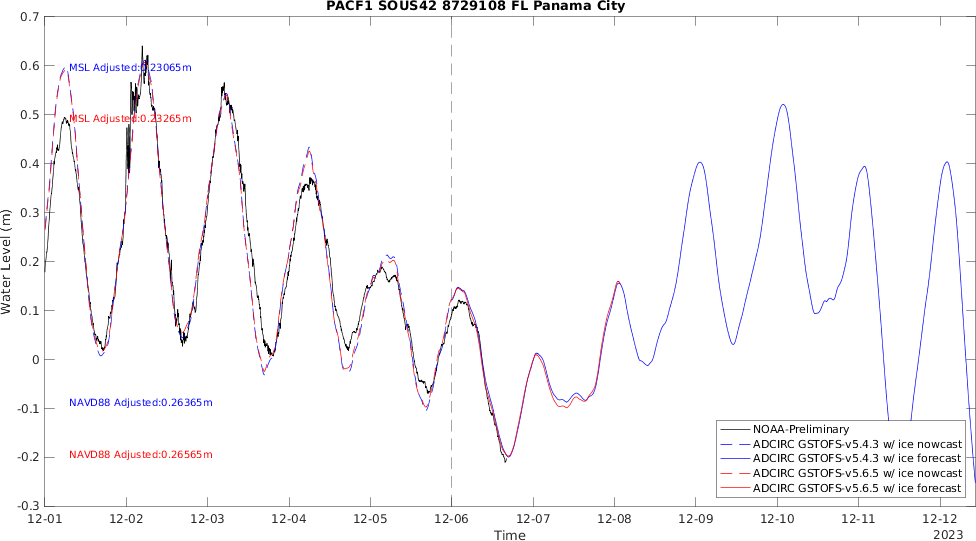 PACF1 SOUS42 8729108 FL Panama City
Water Level (m)
0.7
0.6
0.5
0.4
0.3
0.2
0.1
0
-0.1
-0.2
-0.3
MSL Adjusted:0.23065m
MSL Adjusted:0.23265m
NAVD88 Adjusted:0.26365m
NAVD88 Adjusted:0.26565m
NOAA-Preliminary
ADCIRC GSTOFS-v5.4.3 w/ ice nowcast
ADCIRC GSTOFS-v5.4.3 w/ ice forecast
ADCIRC GSTOFS-v5.6.5 w/ ice nowcast
ADCIRC GSTOFS-v5.6.5 w/ ice forecast
12-01 12-02 12-03 12-04 12-05 12-06 12-07 12-08 12-09 12-10 12-11 12-12
Time
2023